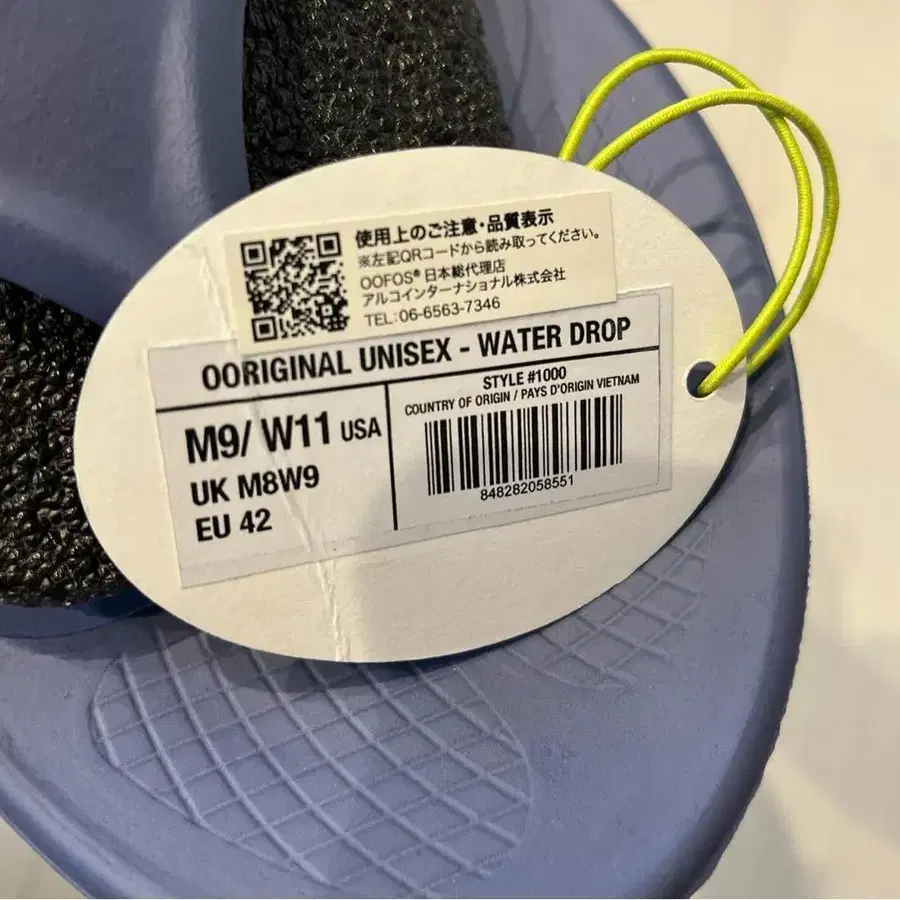 使用上のご注意・品質表示
※左記QRコードから読み取ってください。
OOFOS® 日本総代理店
アルコインターナショナル株式会社
TEL:06-6563-7346
OORIGINAL UNISEX - WATER DROP
M9/ W11 USA
UK M8W9
EU 42
STYLE #1000
COUNTRY OF ORIGIN / PAYS D'ORIGIN VIETNAM
848282058551